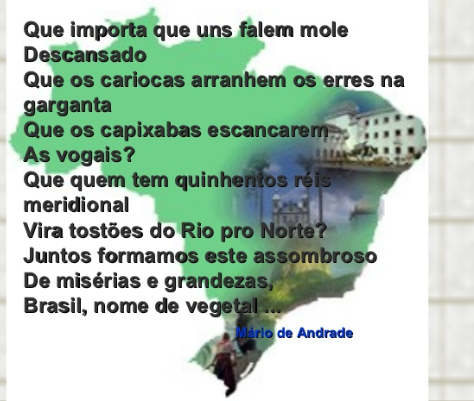 Que importa que uns falem mole
Descansado
Que os cariocas arranhem os erres na
garganta
Que os capixabas escancarem
As vogais?
Que quem tem quinhentos réis
meridional
Vira tostões do Rio pro Norte?
Juntos formamos este assombroso
De misérias e grandezas,
Brasil, nome de vegetal ...
Mário de Andrade